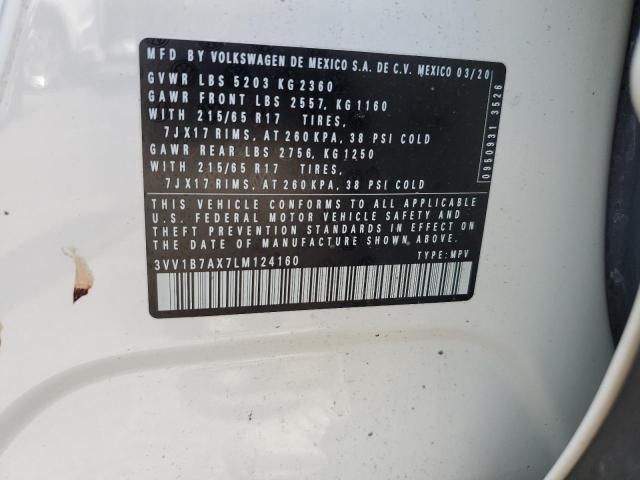 MFD BY VOLKSWAGEN DE MEXICO S.A. DE C.V. MEXICO 03/20
GVWR LBS 5203 KG 2360
GAWR FRONT LBS 2557, KG 1160
WITH 215/65 R17 TIRES,
7JX17 RIMS, AT 260 KPA, 38 PSI COLD
GAWR REAR LBS 2756, KG 1250
WITH 215/65 R17 TIRES,
7JX17 RIMS, AT 260 KPA, 38 PSI COLD
THIS VEHICLE CONFORMS TO ALL APPLICABLE
U.S. FEDERAL MOTOR VEHICLE SAFETY AND
THEFT PREVENTION STANDARDS IN EFFECT ON
THE DATE OF MANUFACTURE SHOWN ABOVE
3VV1B7AX7LM124160 TYPE: MPV
0950931 3526